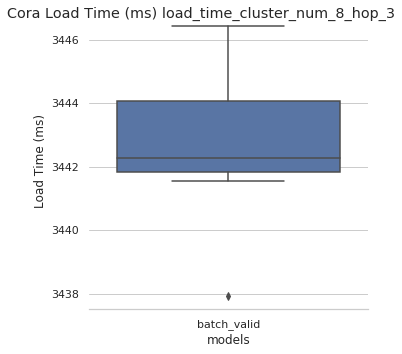 Cora Load Time (ms) load_time_cluster_num_8_hop_3
3446
3444
3442
3440
3438
Load Time (ms)
batch_valid
models